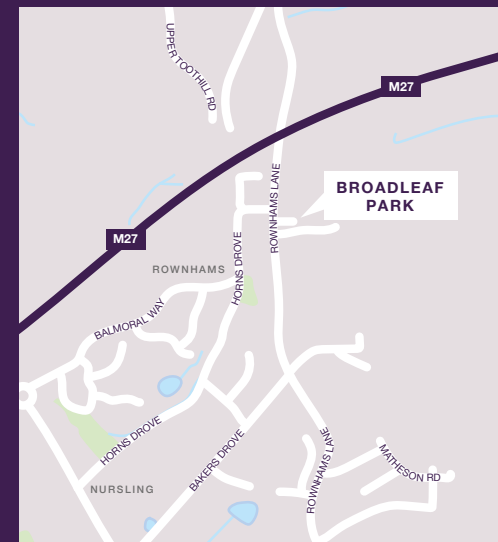 UPPER TOOTHILL RD
M27
ROWNHAMS LANE
BROADLEAF
PARK
M27
HORNS DROVE
ROWNHAMS
BALMORAL WAY
HORNS DROVE
BAKERS DROVE
ROWNHAMS LANE
MATHESON RD
NURSLING